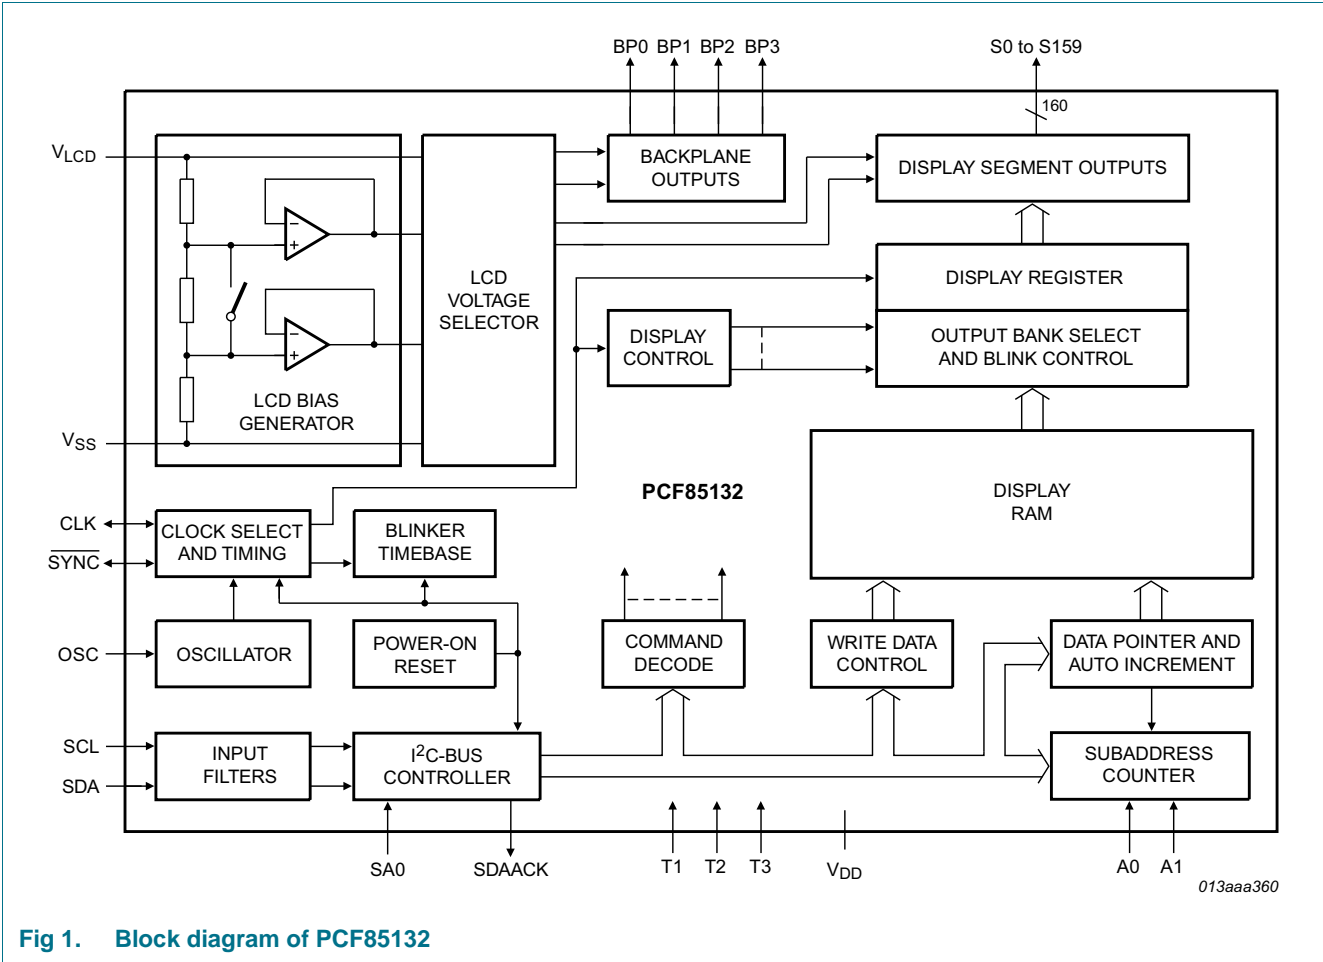 BP0 BP1 BP2 BP3
S0 to S159
160
VLCD
BACKPLANE
OUTPUTS
DISPLAY SEGMENT OUTPUTS
−
+
LCD
VOLTAGE
SELECTOR
DISPLAY REGISTER
−
+
DISPLAY
CONTROL
OUTPUT BANK SELECT
AND BLINK CONTROL
LCD BIAS
GENERATOR
VSS
PCF85132
DISPLAY
RAM
CLK
SYNC
CLOCK SELECT
AND TIMING
BLINKER
TIMEBASE
OSC
OSCILLATOR
POWER-ON
RESET
COMMAND
DECODE
WRITE DATA
CONTROL
DATA POINTER AND
AUTO INCREMENT
SCL
SDA
INPUT
FILTERS
I2C-BUS
CONTROLLER
SUBADDRESS
COUNTER
SA0
SDAACK
T1 T2 T3
VDD
A0 A1
013aaa360
Fig 1. Block diagram of PCF85132